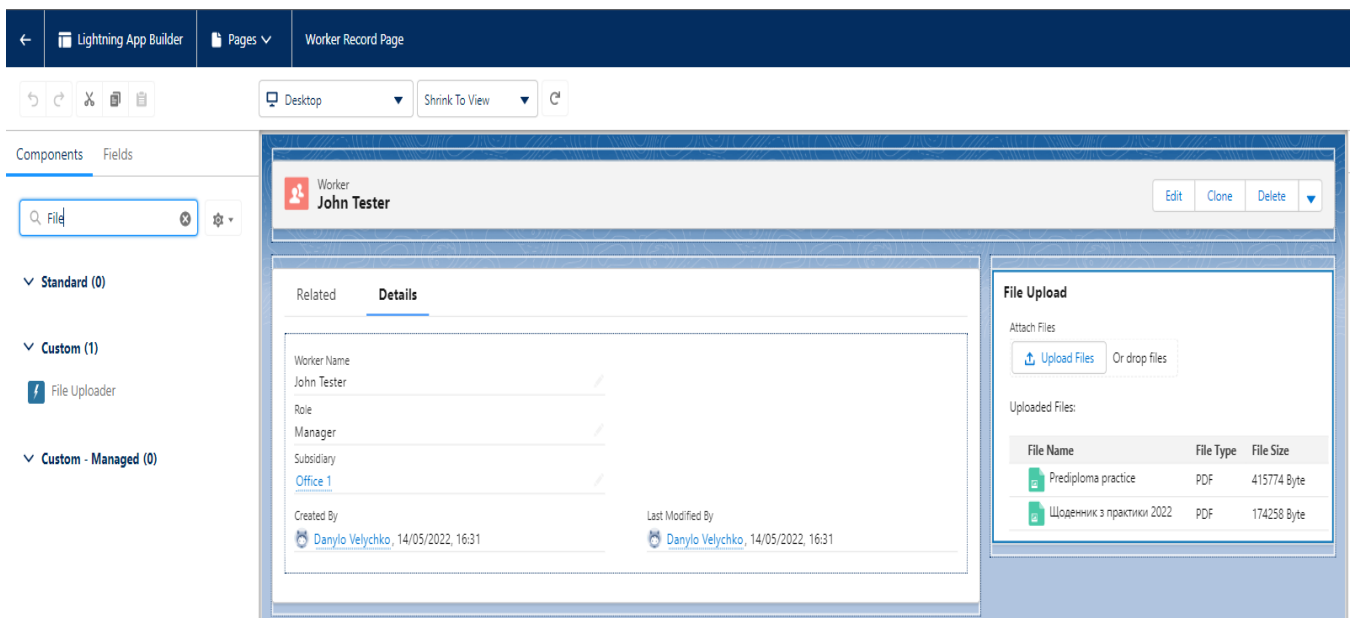 Lightning App Builder
Pages
Worker Record Page
Desktop
Shrink To View
Components Fields
File
Standard (0)
Custom (1)
File Uploader
Custom - Managed (0)
Worker
John Tester
Edit Clone Delete
Related Details
Worker Name
John Tester
Role
Manager
Subsidiary
Office 1
Created By
Danylo Velychko, 14/05/2022, 16:31
Last Modified By
Danylo Velychko, 14/05/2022, 16:31
File Upload
Attach Files
Upload Files Or drop files
Uploaded Files:
File Name File Type File Size
Prediploma practice PDF 415774 Byte
Щоденник з практики 2022 PDF 174258 Byte